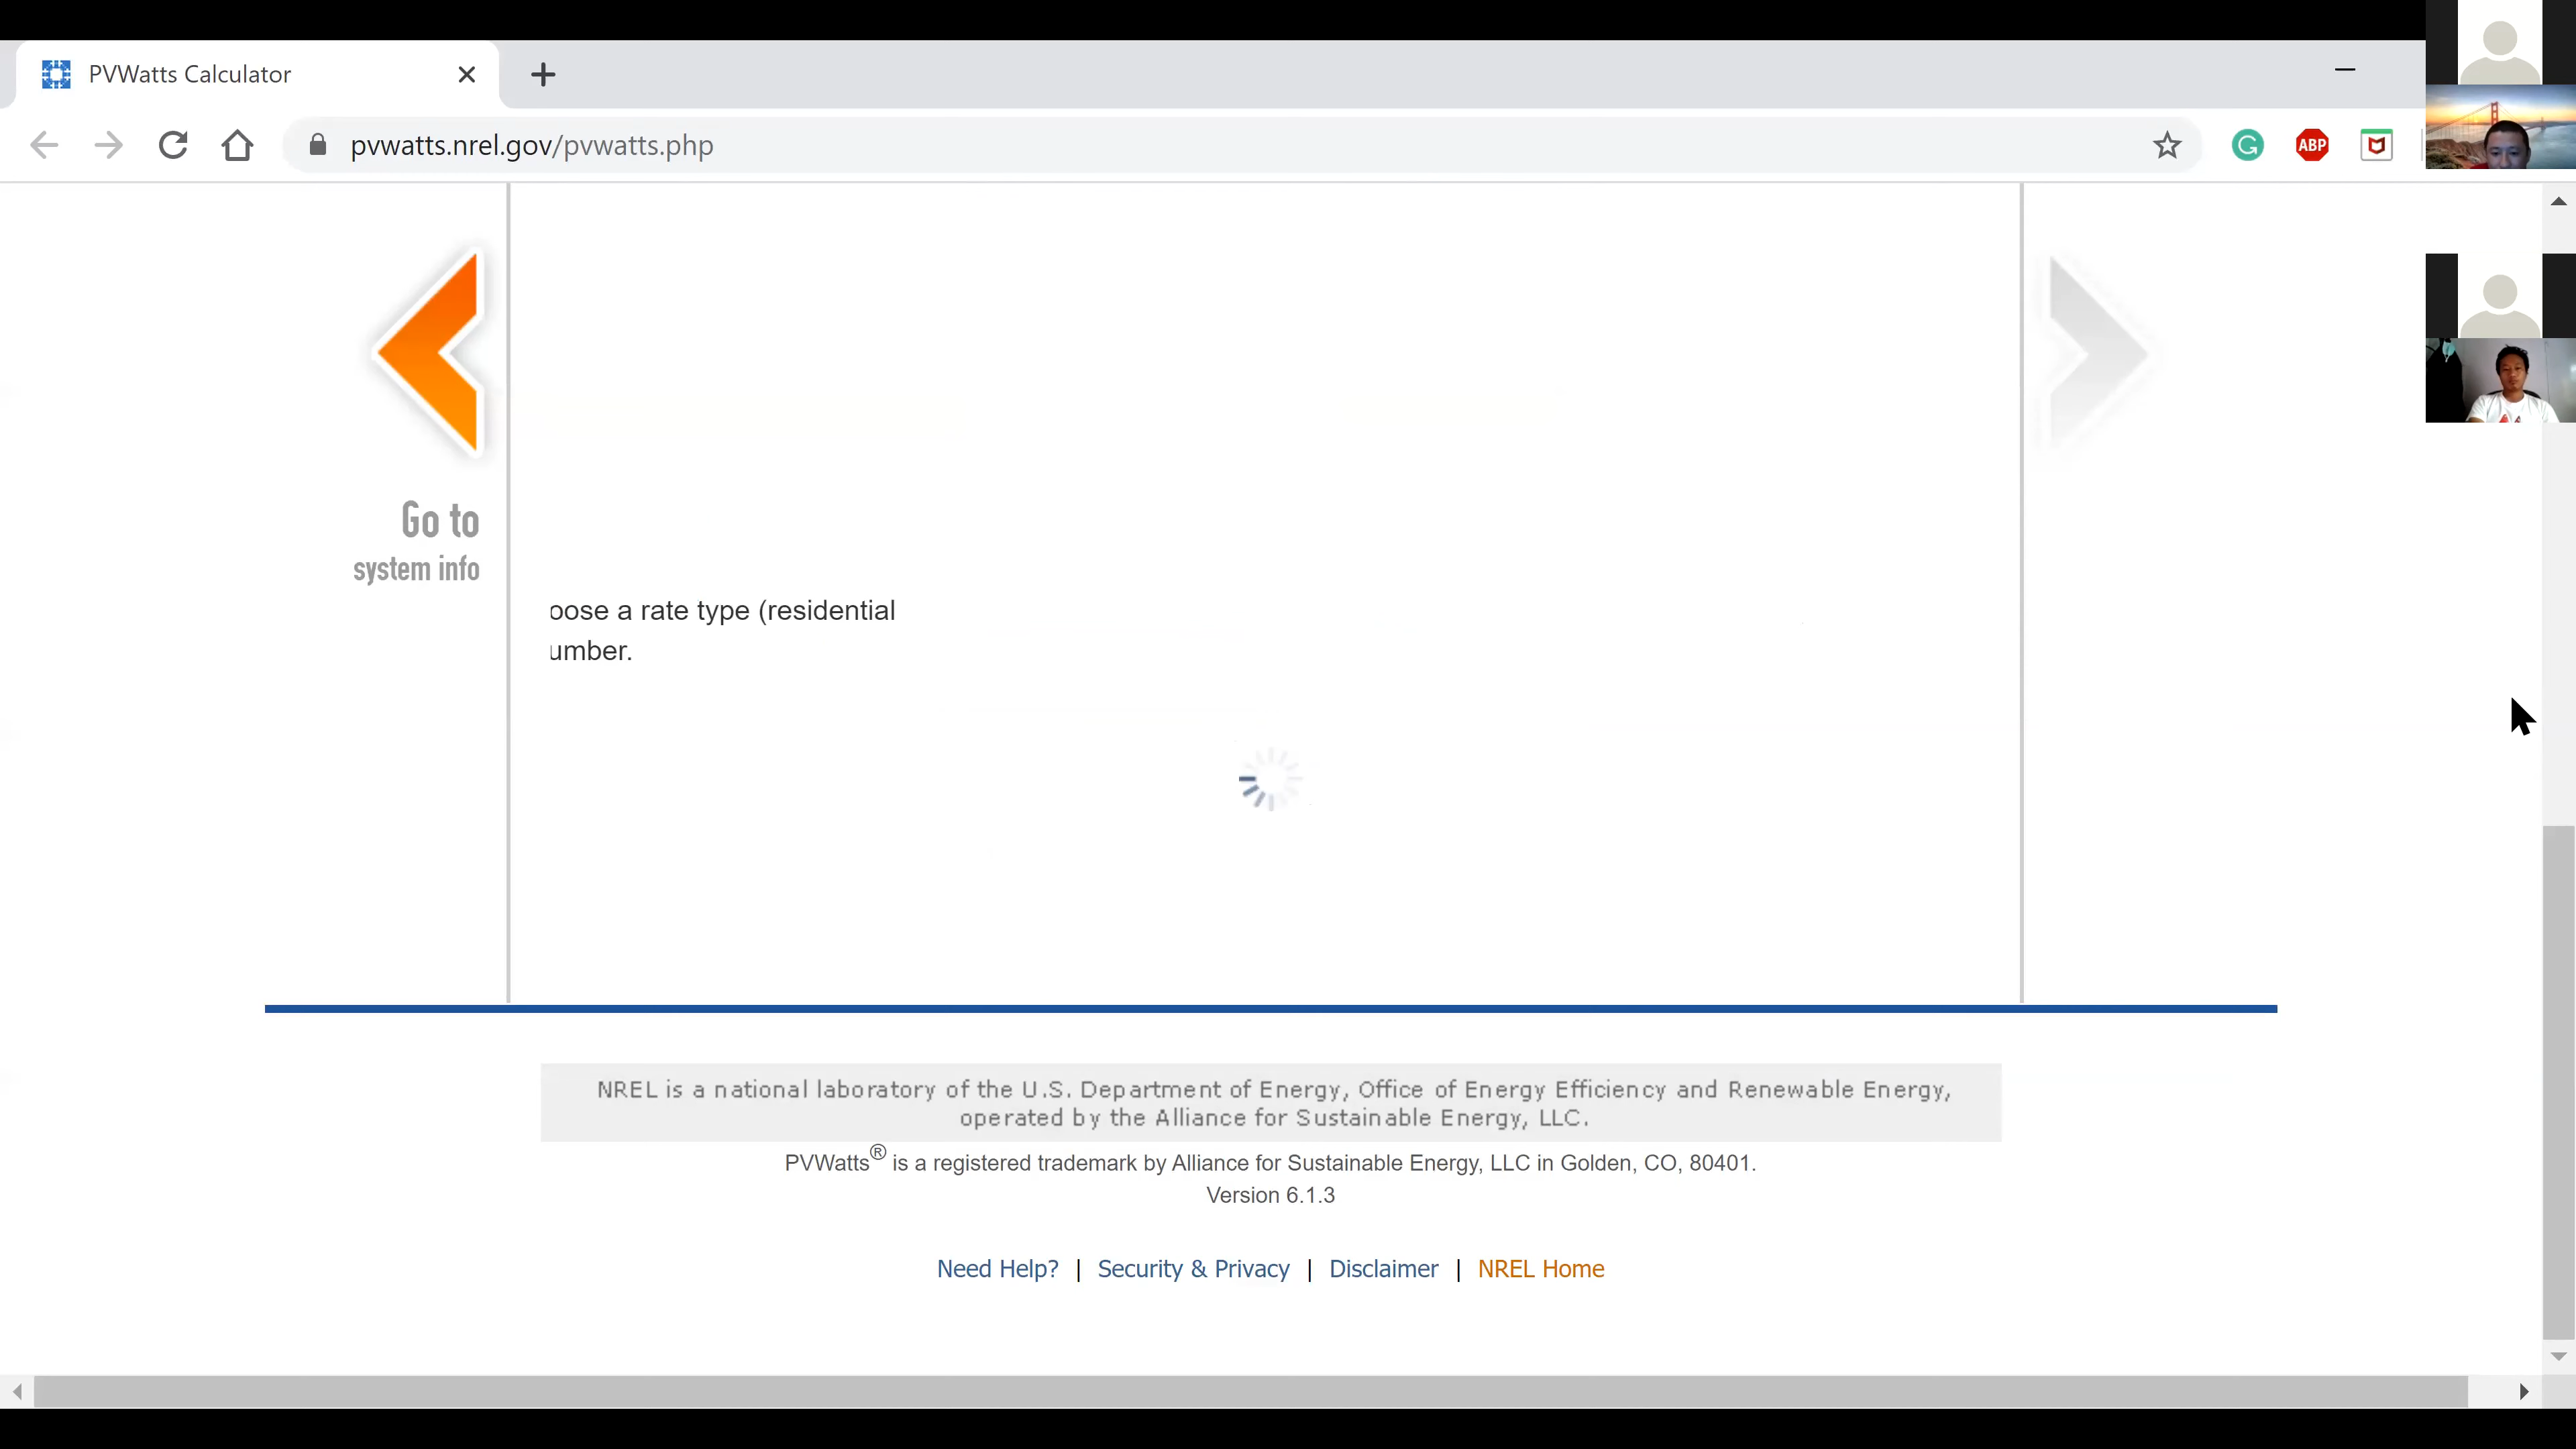 PVWatts Calculator
pvwatts.nrel.gov/pvwatts.php
ABP
Go to
system info
oose a rate type (residential
umber.
NREL is a national laboratory of the U.S. Department of Energy, Office of Energy Efficiency and Renewable Energy,
operated by the Alliance for Sustainable Energy, LLC.
PVWatts® is a registered trademark by Alliance for Sustainable Energy, LLC in Golden, CO, 80401.
Version 6.1.3
Need Help? | Security & Privacy | Disclaimer | NREL Home